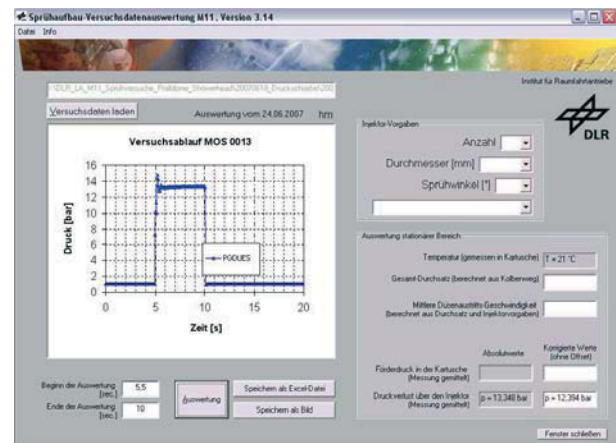 Sprühaufbau-Versuchsdatenauswertung M11, Version 3.14
Datei Info
Institut für Raumfahrtantriebe
Versuchsdaten laden
Auswertung vom 24.06.2007 hm
DLR
Versuchsablauf MOS 0013
Druck [bar]
16
14
12
10
8
6
4
2
0
PGDUES
0 5 10 15 20
Zeit [s]
Injektor-Vorgaben
Anzahl
Durchmesser [mm]
Sprühwinkel [°]
Auswertung stationärer Bereich
Temperatur (gemessen in Kartusche) T = 21 °C
Gesamt-Durchsatz (berechnet aus Kolbenweg)
Mittlere Düsenaustritts-Geschwindigkeit
(berechnet aus Durchsatz und Injektorvorgaben)
Absolutwerte
Korrigierte Werte
(ohne Offset)
Förderdruck in der Kartusche
(Messung gemittelt)
Druckverlust über den Injektor
(Messung gemittelt)
p = 13,348 bar
p = 12,394 bar
Beginn der Auswertung
[sec.]
5,5
Ende der Auswertung
[sec.]
10
Auswertung
Speichern als Excel-Datei
Speichern als Bild
Fenster schließen